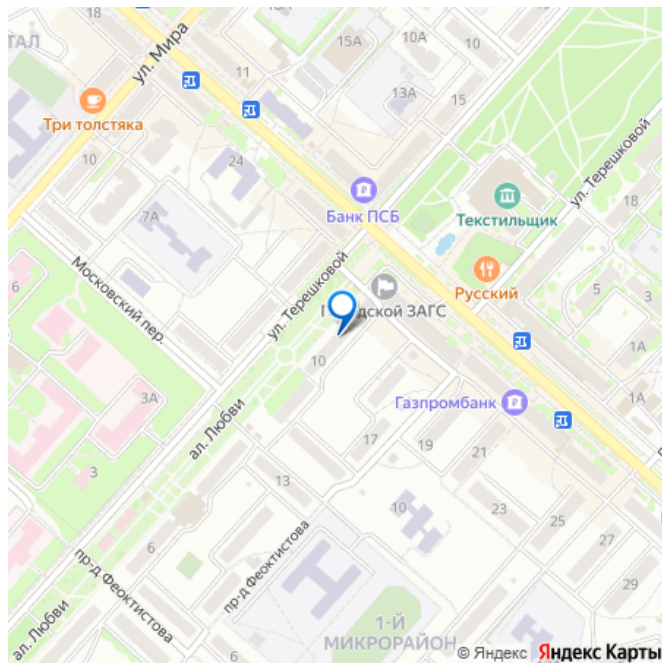 18
10
10
15А
10А
ТАЛ
ул. Мира
11
13А
15
Три толстяка
10
24
Банк ПСБ
Текстильщик
ул. Терешковой
18
7А
Московский пер.
ул. Терешковой
Русский
5
3
6
дской ЗАГС
1А
10
3А
Газпромбанк
1А
ал. Любви
17
19
21
3
13
10
23
25
6
27
пр-д Феоктистова
пр-д Феоктистова
29
ал. Любви
1-Й
МИКРОРАЙОН
© Яндекс Яндекс Карты